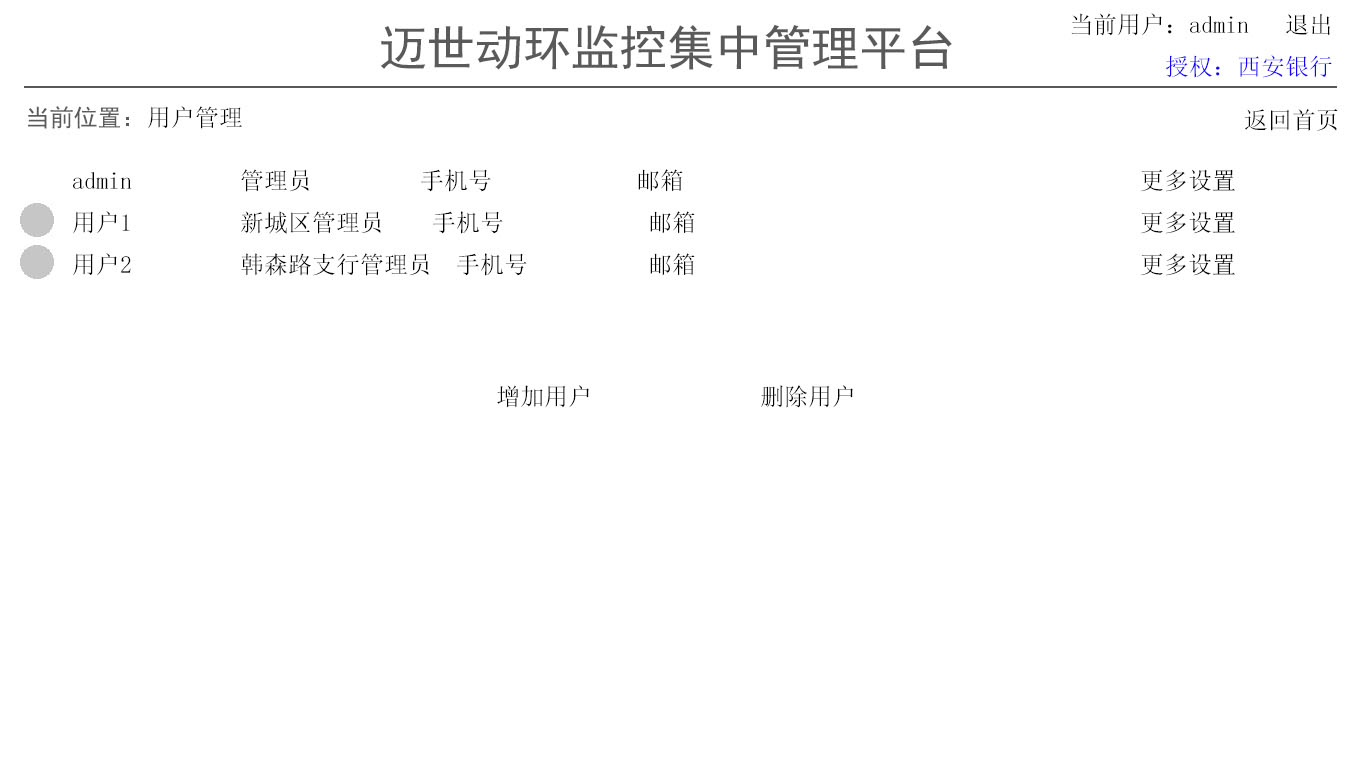 迈世动环监控集中管理平台
当前用户：admin 退出
授权：西安银行
当前位置：用户管理
返回首页
admin 管理员 手机号 邮箱 更多设置
用户1 新城区管理员 手机号 邮箱 更多设置
用户2 韩森路支行管理员 手机号 邮箱 更多设置
增加用户 删除用户